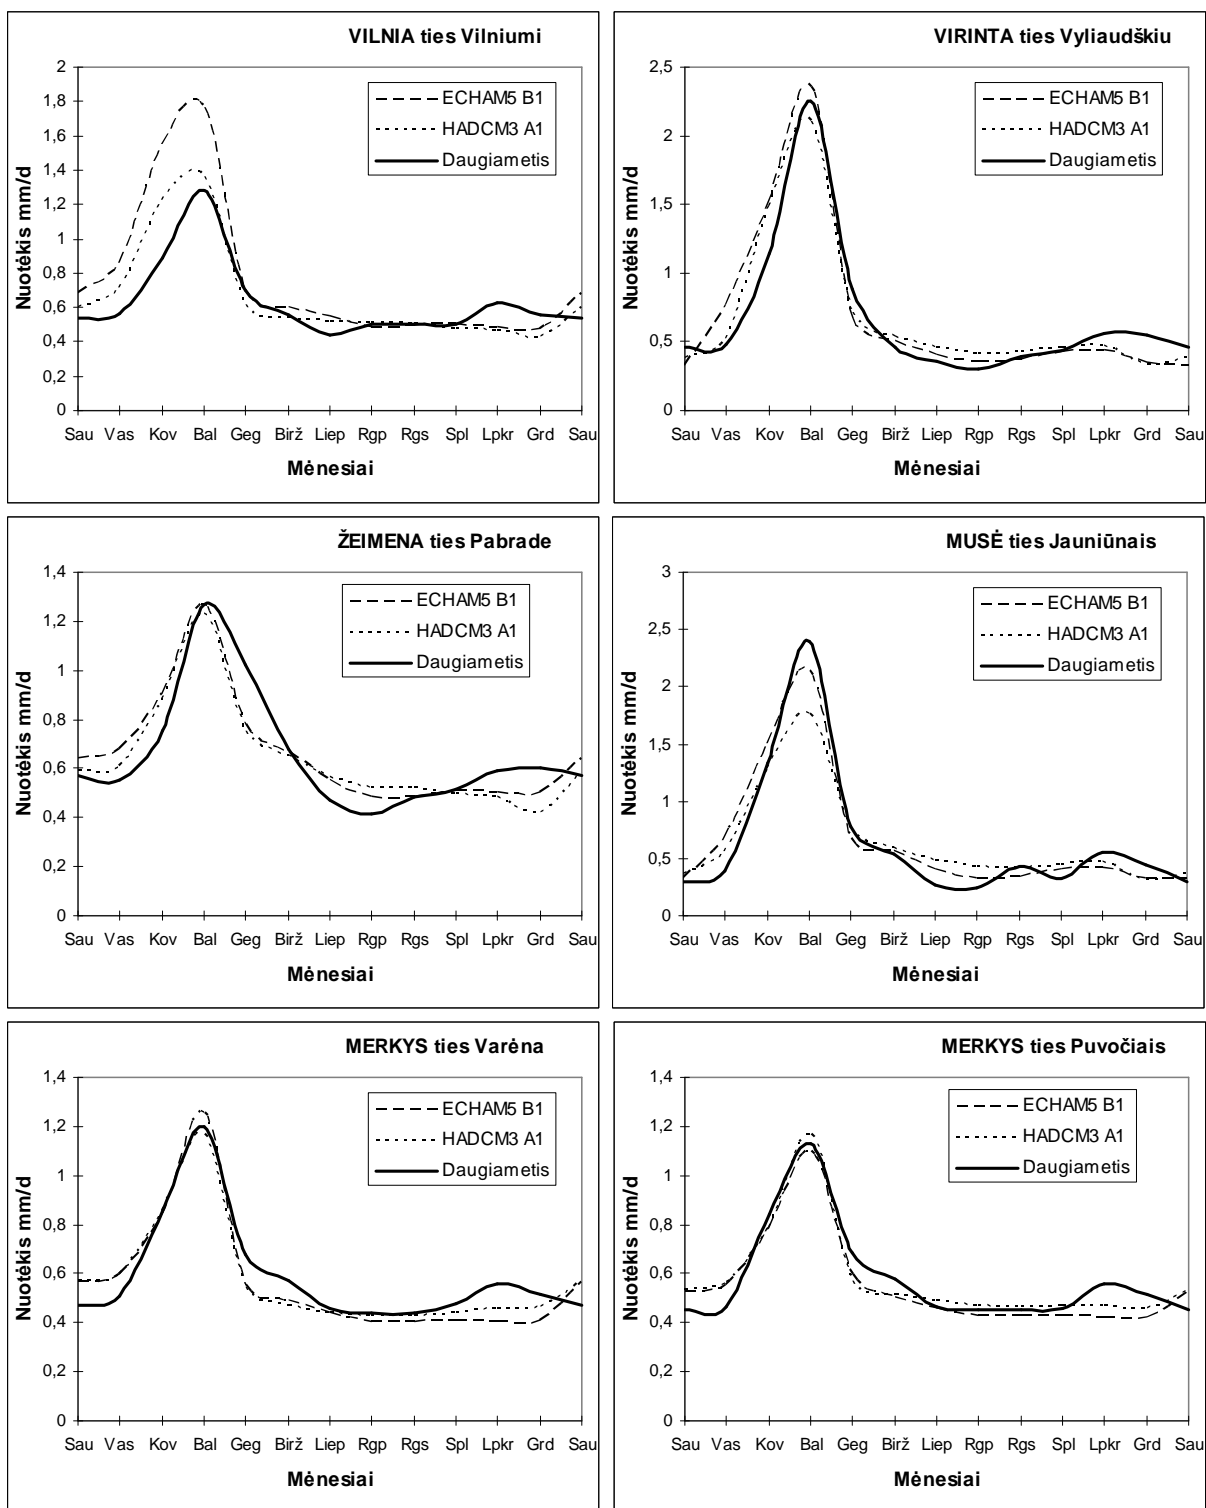 VILNIA ties Vilniumi
Nuotėkis mm/d
2
1,8
1,6
1,4
1,2
1
0,8
0,6
0,4
0,2
0
ECHAM5 B1
HADCM3 A1
Daugiametis
Sau Vas Kov Bal Geg Birž Liep Rgp Rgs Spl Lpkr Grd Sau
Mėnesiai
VIRINTA ties Vyliaudškiu
Nuotėkis mm/d
2,5
2
1,5
1
0,5
0
ECHAM5 B1
HADCM3 A1
Daugiametis
Sau Vas Kov Bal Geg Birž Liep Rgp Rgs Spl Lpkr Grd Sau
Mėnesiai
ŽEIMENA ties Pabrade
Nuotėkis mm/d
1,4
1,2
1
0,8
0,6
0,4
0,2
0
ECHAM5 B1
HADCM3 A1
Daugiametis
Sau Vas Kov Bal Geg Birž Liep Rgp Rgs Spl Lpkr Grd Sau
Mėnesiai
MUSĖ ties Jauniūnais
Nuotėkis mm/d
3
2,5
2
1,5
1
0,5
0
ECHAM5 B1
HADCM3 A1
Daugiametis
Sau Vas Kov Bal Geg Birž Liep Rgp Rgs Spl Lpkr Grd Sau
Mėnesiai
MERKYS ties Varėna
Nuotėkis mm/d
1,4
1,2
1
0,8
0,6
0,4
0,2
0
ECHAM5 B1
HADCM3 A1
Daugiametis
Sau Vas Kov Bal Geg Birž Liep Rgp Rgs Spl Lpkr Grd Sau
Mėnesiai
MERKYS ties Puvočiais
Nuotėkis mm/d
1,4
1,2
1
0,8
0,6
0,4
0,2
0
ECHAM5 B1
HADCM3 A1
Daugiametis
Sau Vas Kov Bal Geg Birž Liep Rgp Rgs Spl Lpkr Grd Sau
Mėnesiai